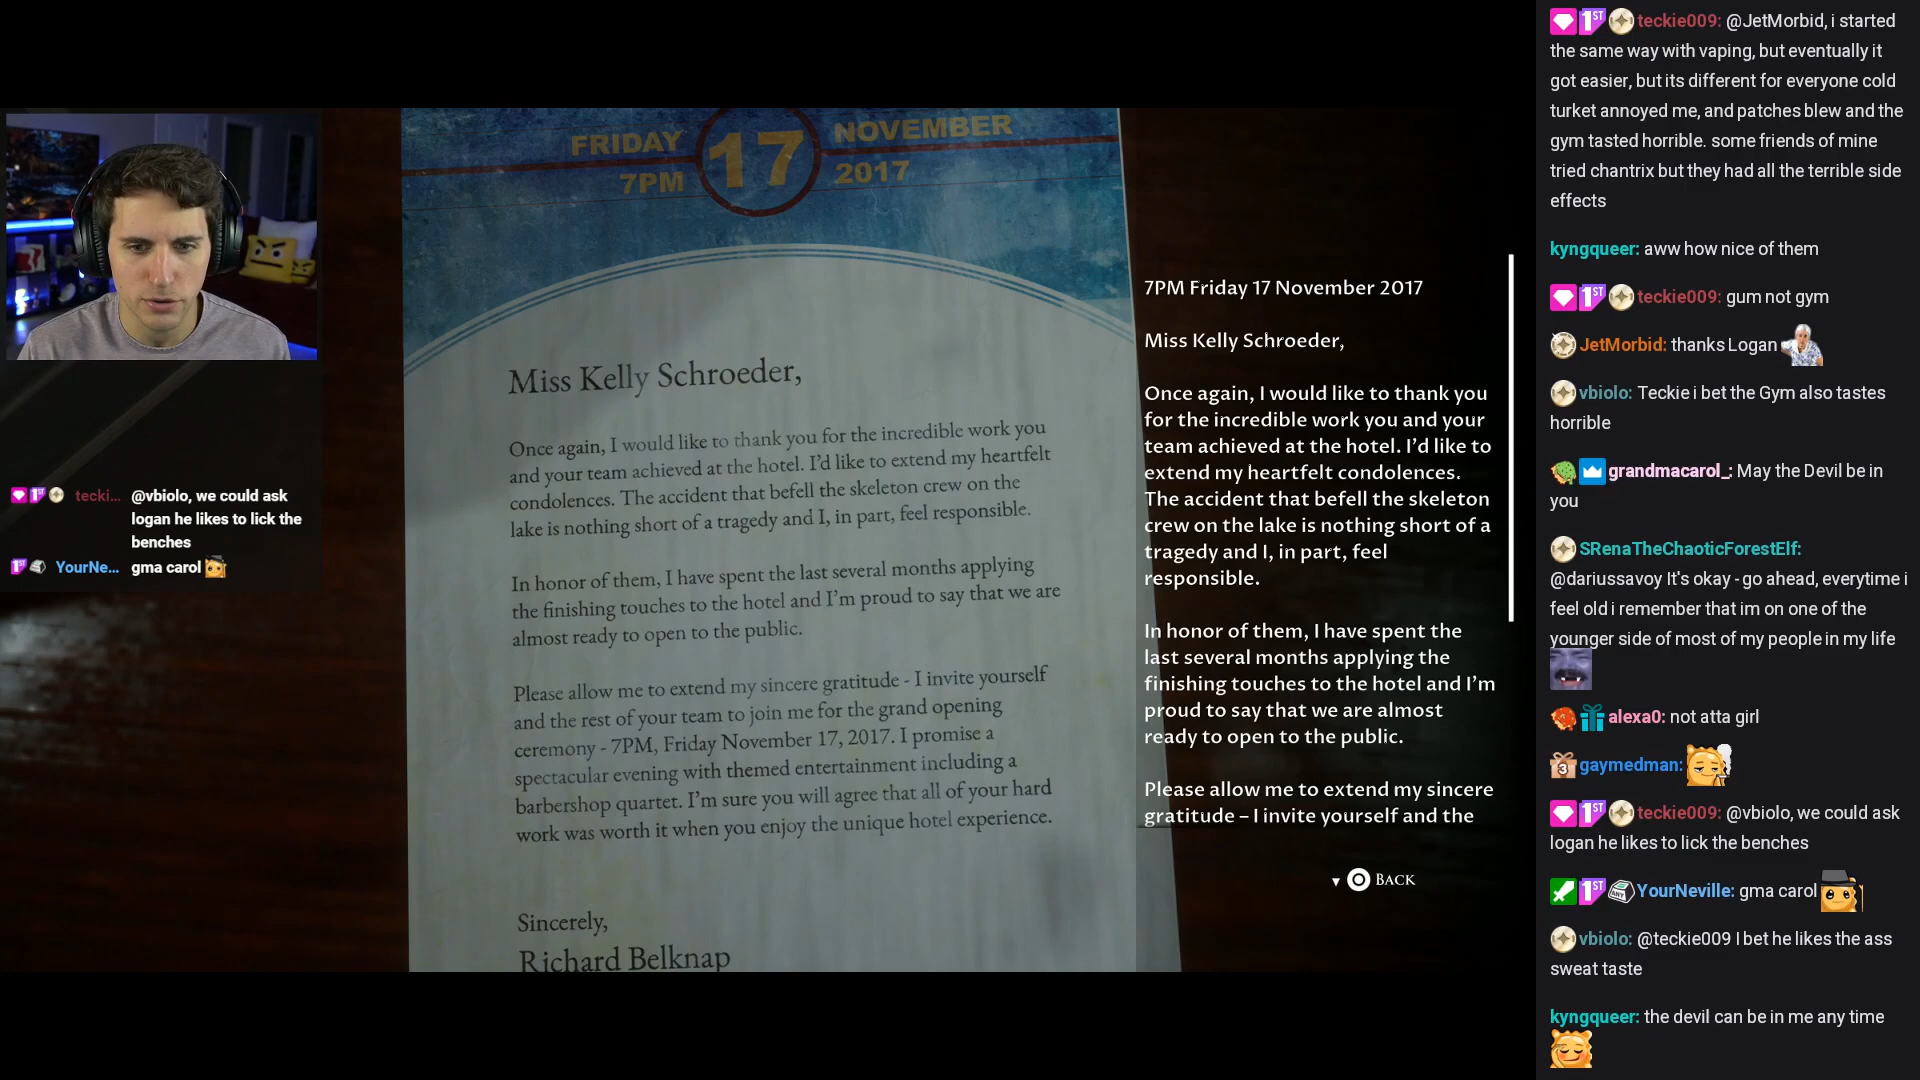 FRIDAY
7PM
17
NOVEMBER
2017
Miss Kelly Schroeder,
Once again, I would like to thank you for the incredible work you
and your team achieved at the hotel. I'd like to extend my heartfelt
condolences. The accident that befell the skeleton crew on the
lake is nothing short of a tragedy and I, in part, feel responsible.
In honor of them, I have spent the last several months applying
the finishing touches to the hotel and I'm proud to say that we are
almost ready to open to the public.
Please allow me to extend my sincere gratitude - I invite yourself
and the rest of your team to join me for the grand opening
ceremony - 7PM, Friday November 17, 2017. I promise a
spectacular evening with themed entertainment including a
barbershop quartet. I'm sure you will agree that all of your hard
work was worth it when you enjoy the unique hotel experience.
Sincerely,
Richard Belknap
7PM Friday 17 November 2017
Miss Kelly Schroeder,
Once again, I would like to thank you
for the incredible work you and your
team achieved at the hotel. I'd like to
extend my heartfelt condolences.
The accident that befell the skeleton
crew on the lake is nothing short of a
tragedy and I, in part, feel
responsible.
In honor of them, I have spent the
last several months applying the
finishing touches to the hotel and I'm
proud to say that we are almost
ready to open to the public.
Please allow me to extend my sincere
gratitude – I invite yourself and the
BACK
tecki... @vbiolo, we could ask
logan he likes to lick the
benches
YourNe... gma carol
teckie009: @JetMorbid, i started
the same way with vaping, but eventually it
got easier, but its different for everyone cold
turket annoyed me, and patches blew and the
gym tasted horrible. some friends of mine
tried chantrix but they had all the terrible side
effects
kyngqueer: aww how nice of them
teckie009: gum not gym
JetMorbid: thanks Logan
vbiolo: Teckie i bet the Gym also tastes
horrible
grandmacarol_: May the Devil be in
you
SRenaTheChaoticForestElf:
@dariussavoy It's okay - go ahead, everytime i
feel old i remember that im on one of the
younger side of most of my people in my life
alexa0: not atta girl
3 gaymedman:
teckie009: @vbiolo, we could ask
logan he likes to lick the benches
YourNeville: gma carol
vbiolo: @teckie009 I bet he likes the ass
sweat taste
kyngqueer: the devil can be in me any time